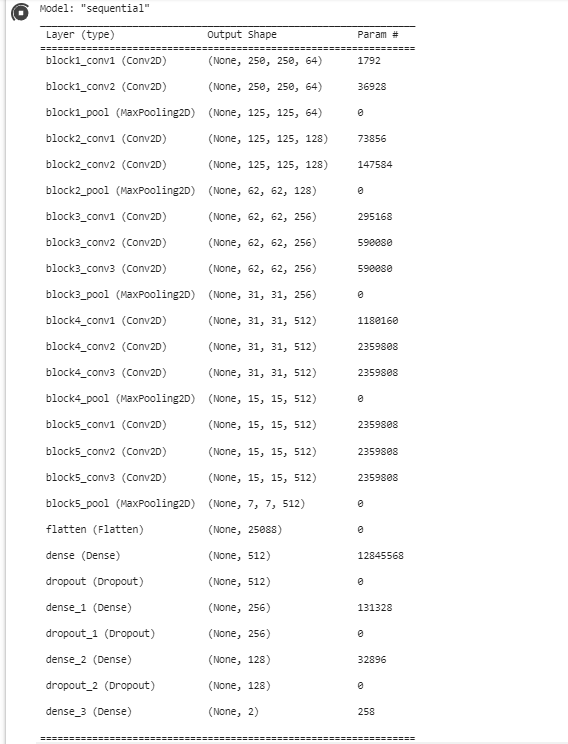 Model: "sequential"
Layer (type) Output Shape Param #
block1_conv1 (Conv2D) (None, 250, 250, 64) 1792
block1_conv2 (Conv2D) (None, 250, 250, 64) 36928
block1_pool (MaxPooling2D) (None, 125, 125, 64) 0
block2_conv1 (Conv2D) (None, 125, 125, 128) 73856
block2_conv2 (Conv2D) (None, 125, 125, 128) 147584
block2_pool (MaxPooling2D) (None, 62, 62, 128) 0
block3_conv1 (Conv2D) (None, 62, 62, 256) 295168
block3_conv2 (Conv2D) (None, 62, 62, 256) 590080
block3_conv3 (Conv2D) (None, 62, 62, 256) 590080
block3_pool (MaxPooling2D) (None, 31, 31, 256) 0
block4_conv1 (Conv2D) (None, 31, 31, 512) 1180160
block4_conv2 (Conv2D) (None, 31, 31, 512) 2359808
block4_conv3 (Conv2D) (None, 31, 31, 512) 2359808
block4_pool (MaxPooling2D) (None, 15, 15, 512) 0
block5_conv1 (Conv2D) (None, 15, 15, 512) 2359808
block5_conv2 (Conv2D) (None, 15, 15, 512) 2359808
block5_conv3 (Conv2D) (None, 15, 15, 512) 2359808
block5_pool (MaxPooling2D) (None, 7, 7, 512) 0
flatten (Flatten) (None, 25088) 0
dense (Dense) (None, 512) 12845568
dropout (Dropout) (None, 512) 0
dense_1 (Dense) (None, 256) 131328
dropout_1 (Dropout) (None, 256) 0
dense_2 (Dense) (None, 128) 32896
dropout_2 (Dropout) (None, 128) 0
dense_3 (Dense) (None, 2) 258